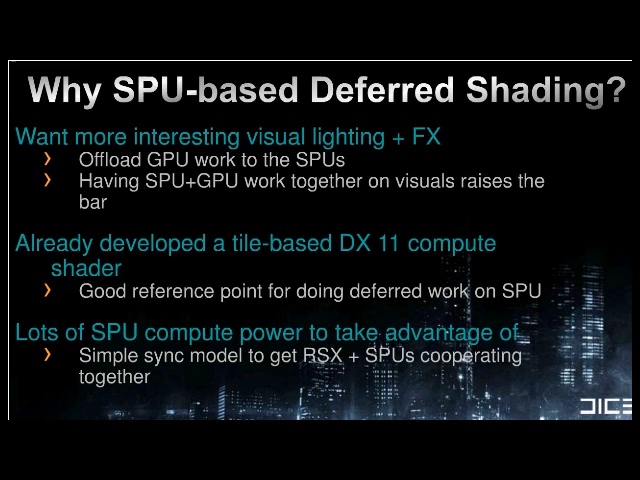 Why SPU-based Deferred Shading?
Want more interesting visual lighting + FX
› Offload GPU work to the SPUs
› Having SPU+GPU work together on visuals raises the
bar
Already developed a tile-based DX 11 compute
shader
› Good reference point for doing deferred work on SPU
Lots of SPU compute power to take advantage of
› Simple sync model to get RSX + SPUs cooperating
together
DICE